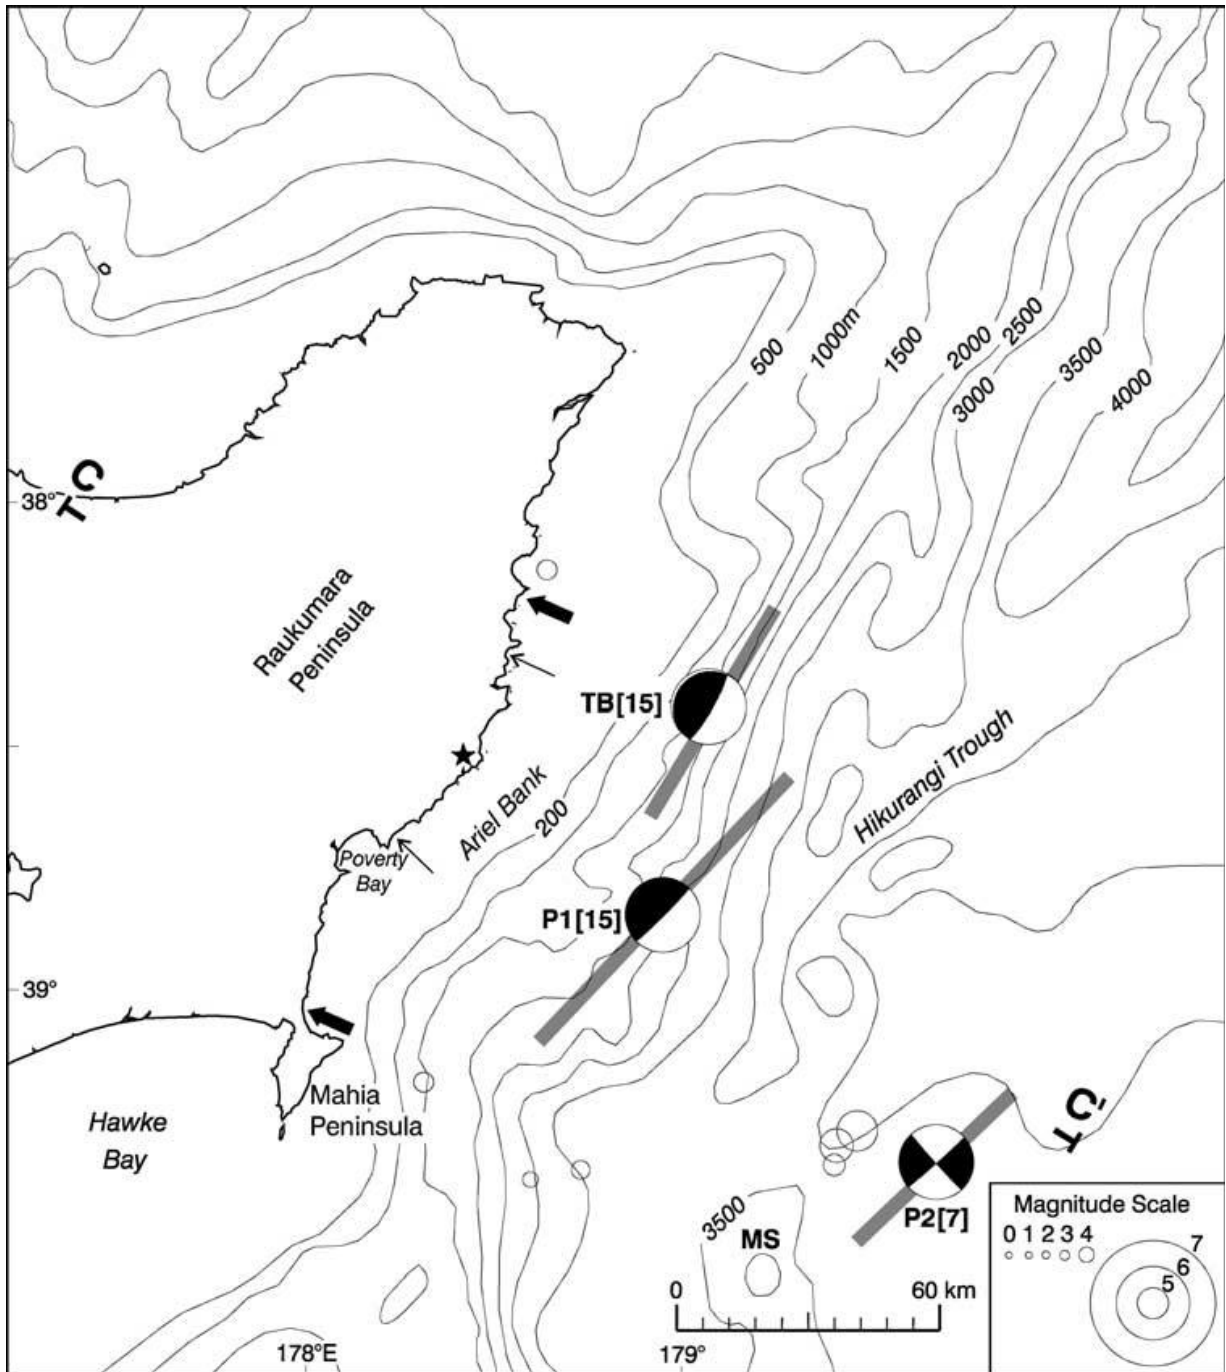 500
1000m
1500
2000
2500
3000
3500
4000
C
T
38°
Raukumara
Peninsula
TB[15]
Hikurangi Trough
Ariel Bank
200
Poverty
Bay
P1[15]
39°
Mahia
Peninsula
Hawke
Bay
C'
T'
3500
MS
P2[7]
0
60 km
Magnitude Scale
0 1 2 3 4
7
6
5
178°E
179°